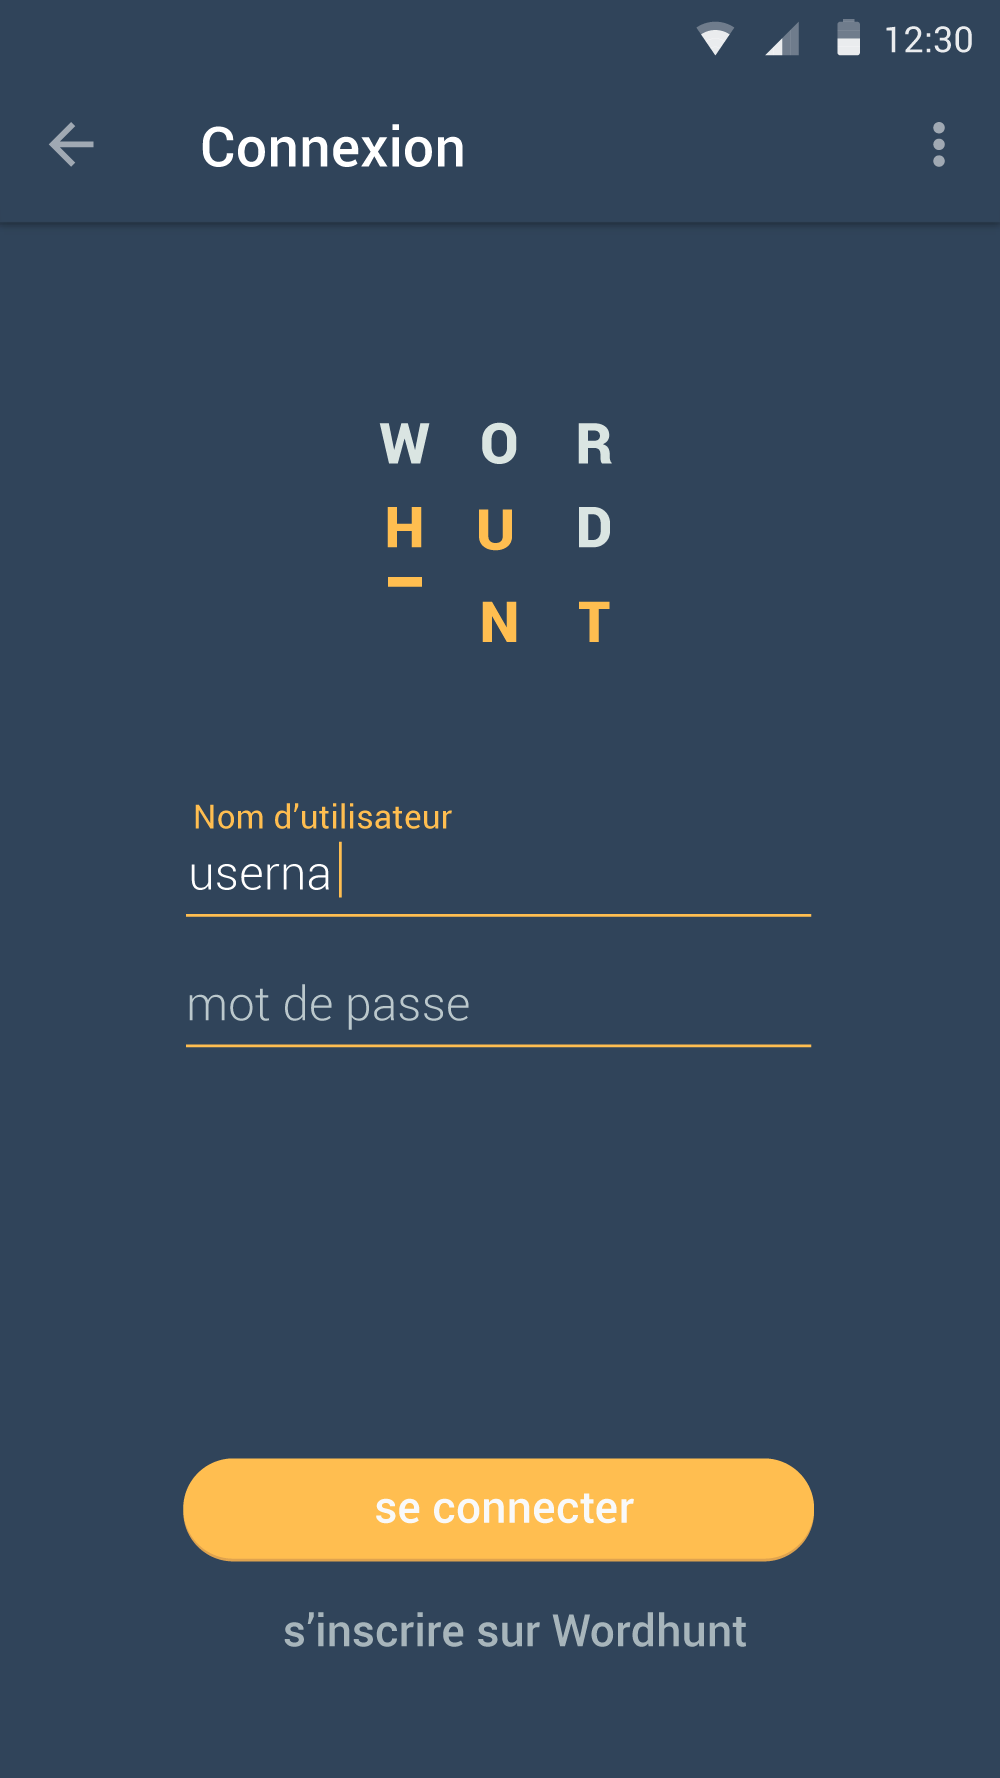 12:30
Connexion
W O R
H U D
N T
Nom d’utilisateur
userna
mot de passe
se connecter
s’inscrire sur Wordhunt